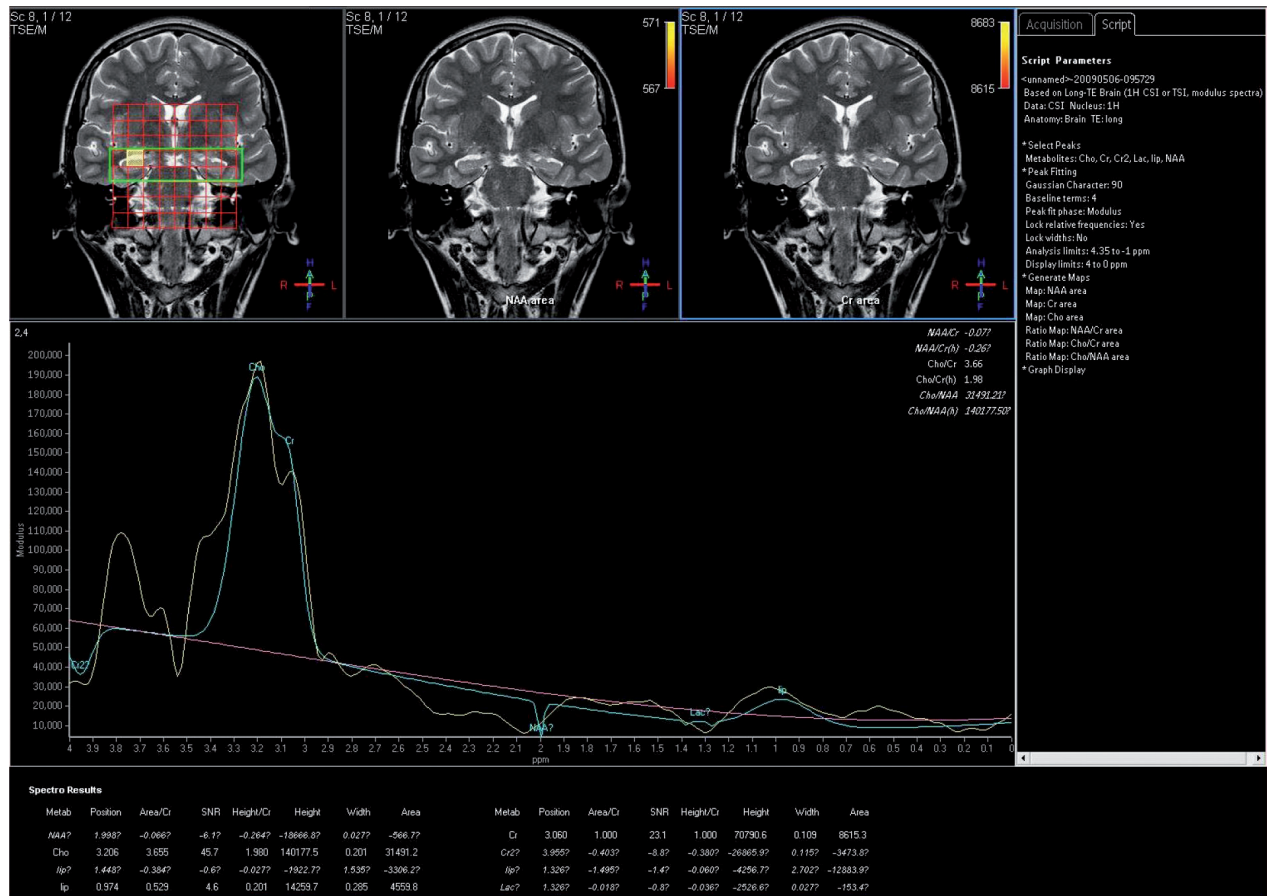 Sc 8, 1 / 12
TSE/M
H
A
R L
P
F
Sc 8, 1 / 12
TSE/M
571
567
H
A
R L
P
F
NAA area
Sc 8, 1 / 12
TSE/M
8683
8615
H
A
R L
P
F
Cr area
Acquisition Script
Script Parameters
<unnamed>-20090506-095729
Based on Long-TE Brain (1H CSI or TSI, modulus spectra)
Data: CSI Nucleus: 1H
Anatomy: Brain TE: long
*Select Peaks
Metabolites: Cho, Cr, Cr2, Lac, lip, NAA
*Peak Fitting
Gaussian Character: 90
Baseline terms: 4
Peak fit phase: Modulus
Lock relative frequencies: Yes
Lock widths: No
Analysis limits: 4.35 to -1 ppm
Display limits: 4 to 0 ppm
*Generate Maps
Map: NAA area
Map: Cr area
Map: Cho area
Ratio Map: NAA/Cr area
Ratio Map: Cho/Cr area
Ratio Map: Cho/NAA area
*Graph Display
2,4
NAA/Cr -0.07?
NAA/Cr(h) -0.26?
Cho/Cr 3.66
Cho/Cr(h) 1.98
Cho/NAA 31491.21?
Cho/NAA(h) 140177.50?
200,000
190,000
180,000
170,000
160,000
150,000
140,000
130,000
120,000
110,000
100,000
90,000
80,000
70,000
60,000
50,000
40,000
30,000
20,000
10,000
Modulus
Cho
Cr
Cr2?
NAA?
Lac?
lip
4 3.9 3.8 3.7 3.6 3.5 3.4 3.3 3.2 3.1 3 2.9 2.8 2.7 2.6 2.5 2.4 2.3 2.2 2.1 2 1.9 1.8 1.7 1.6 1.5 1.4 1.3 1.2 1.1 1 0.9 0.8 0.7 0.6 0.5 0.4 0.3 0.2 0.1 0
ppm
Spectro Results
Metab Position Area/Cr SNR Height/Cr Height Width Area
NAA? 1.998? -0.066? -6.1? -0.264? -18666.8? 0.027? -566.7?
Cho 3.206 3.655 45.7 1.980 140177.5 0.201 31491.2
lip? 1.448? -0.384? -0.6? -0.027? -1922.7? 1.535? -3306.2?
lip 0.974 0.529 4.6 0.201 14259.7 0.285 4559.8
Metab Position Area/Cr SNR Height/Cr Height Width Area
Cr 3.060 1.000 23.1 1.000 70790.6 0.109 8615.3
Cr2? 3.955? -0.403? -8.8? -0.380? -26865.9? 0.115? -3473.8?
lip? 1.326? -1.495? -1.4? -0.060? -4256.7? 2.702? -12883.9?
Lac? 1.326? -0.018? -0.8? -0.036? -2526.6? 0.027? -153.4?